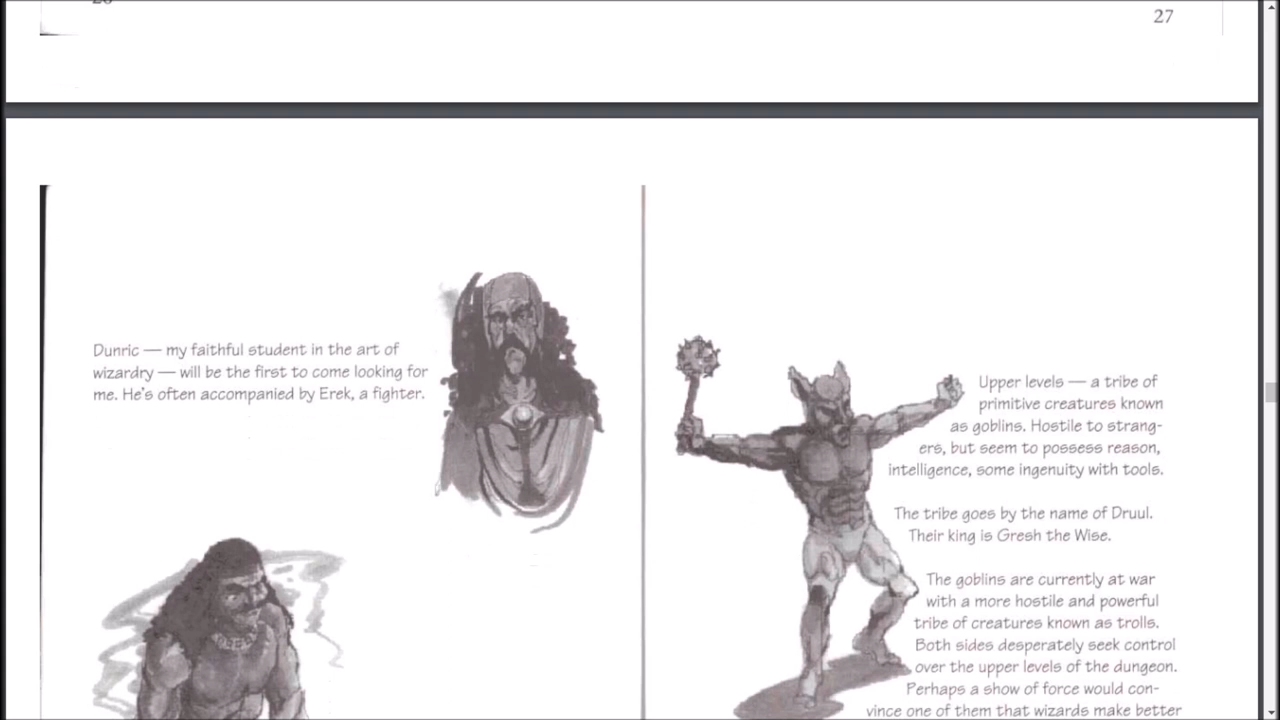 27
Dunric — my faithful student in the art of
wizardry — will be the first to come looking for
me. He's often accompanied by Erek, a fighter.
Upper levels — a tribe of
primitive creatures known
as goblins. Hostile to strang-
ers, but seem to possess reason,
intelligence, some ingenuity with tools.
The tribe goes by the name of Druul.
Their king is Gresh the Wise.
The goblins are currently at war
with a more hostile and powerful
tribe of creatures known as trolls.
Both sides desperately seek control
over the upper levels of the dungeon.
Perhaps a show of force would con-
vince one of them that wizards make better